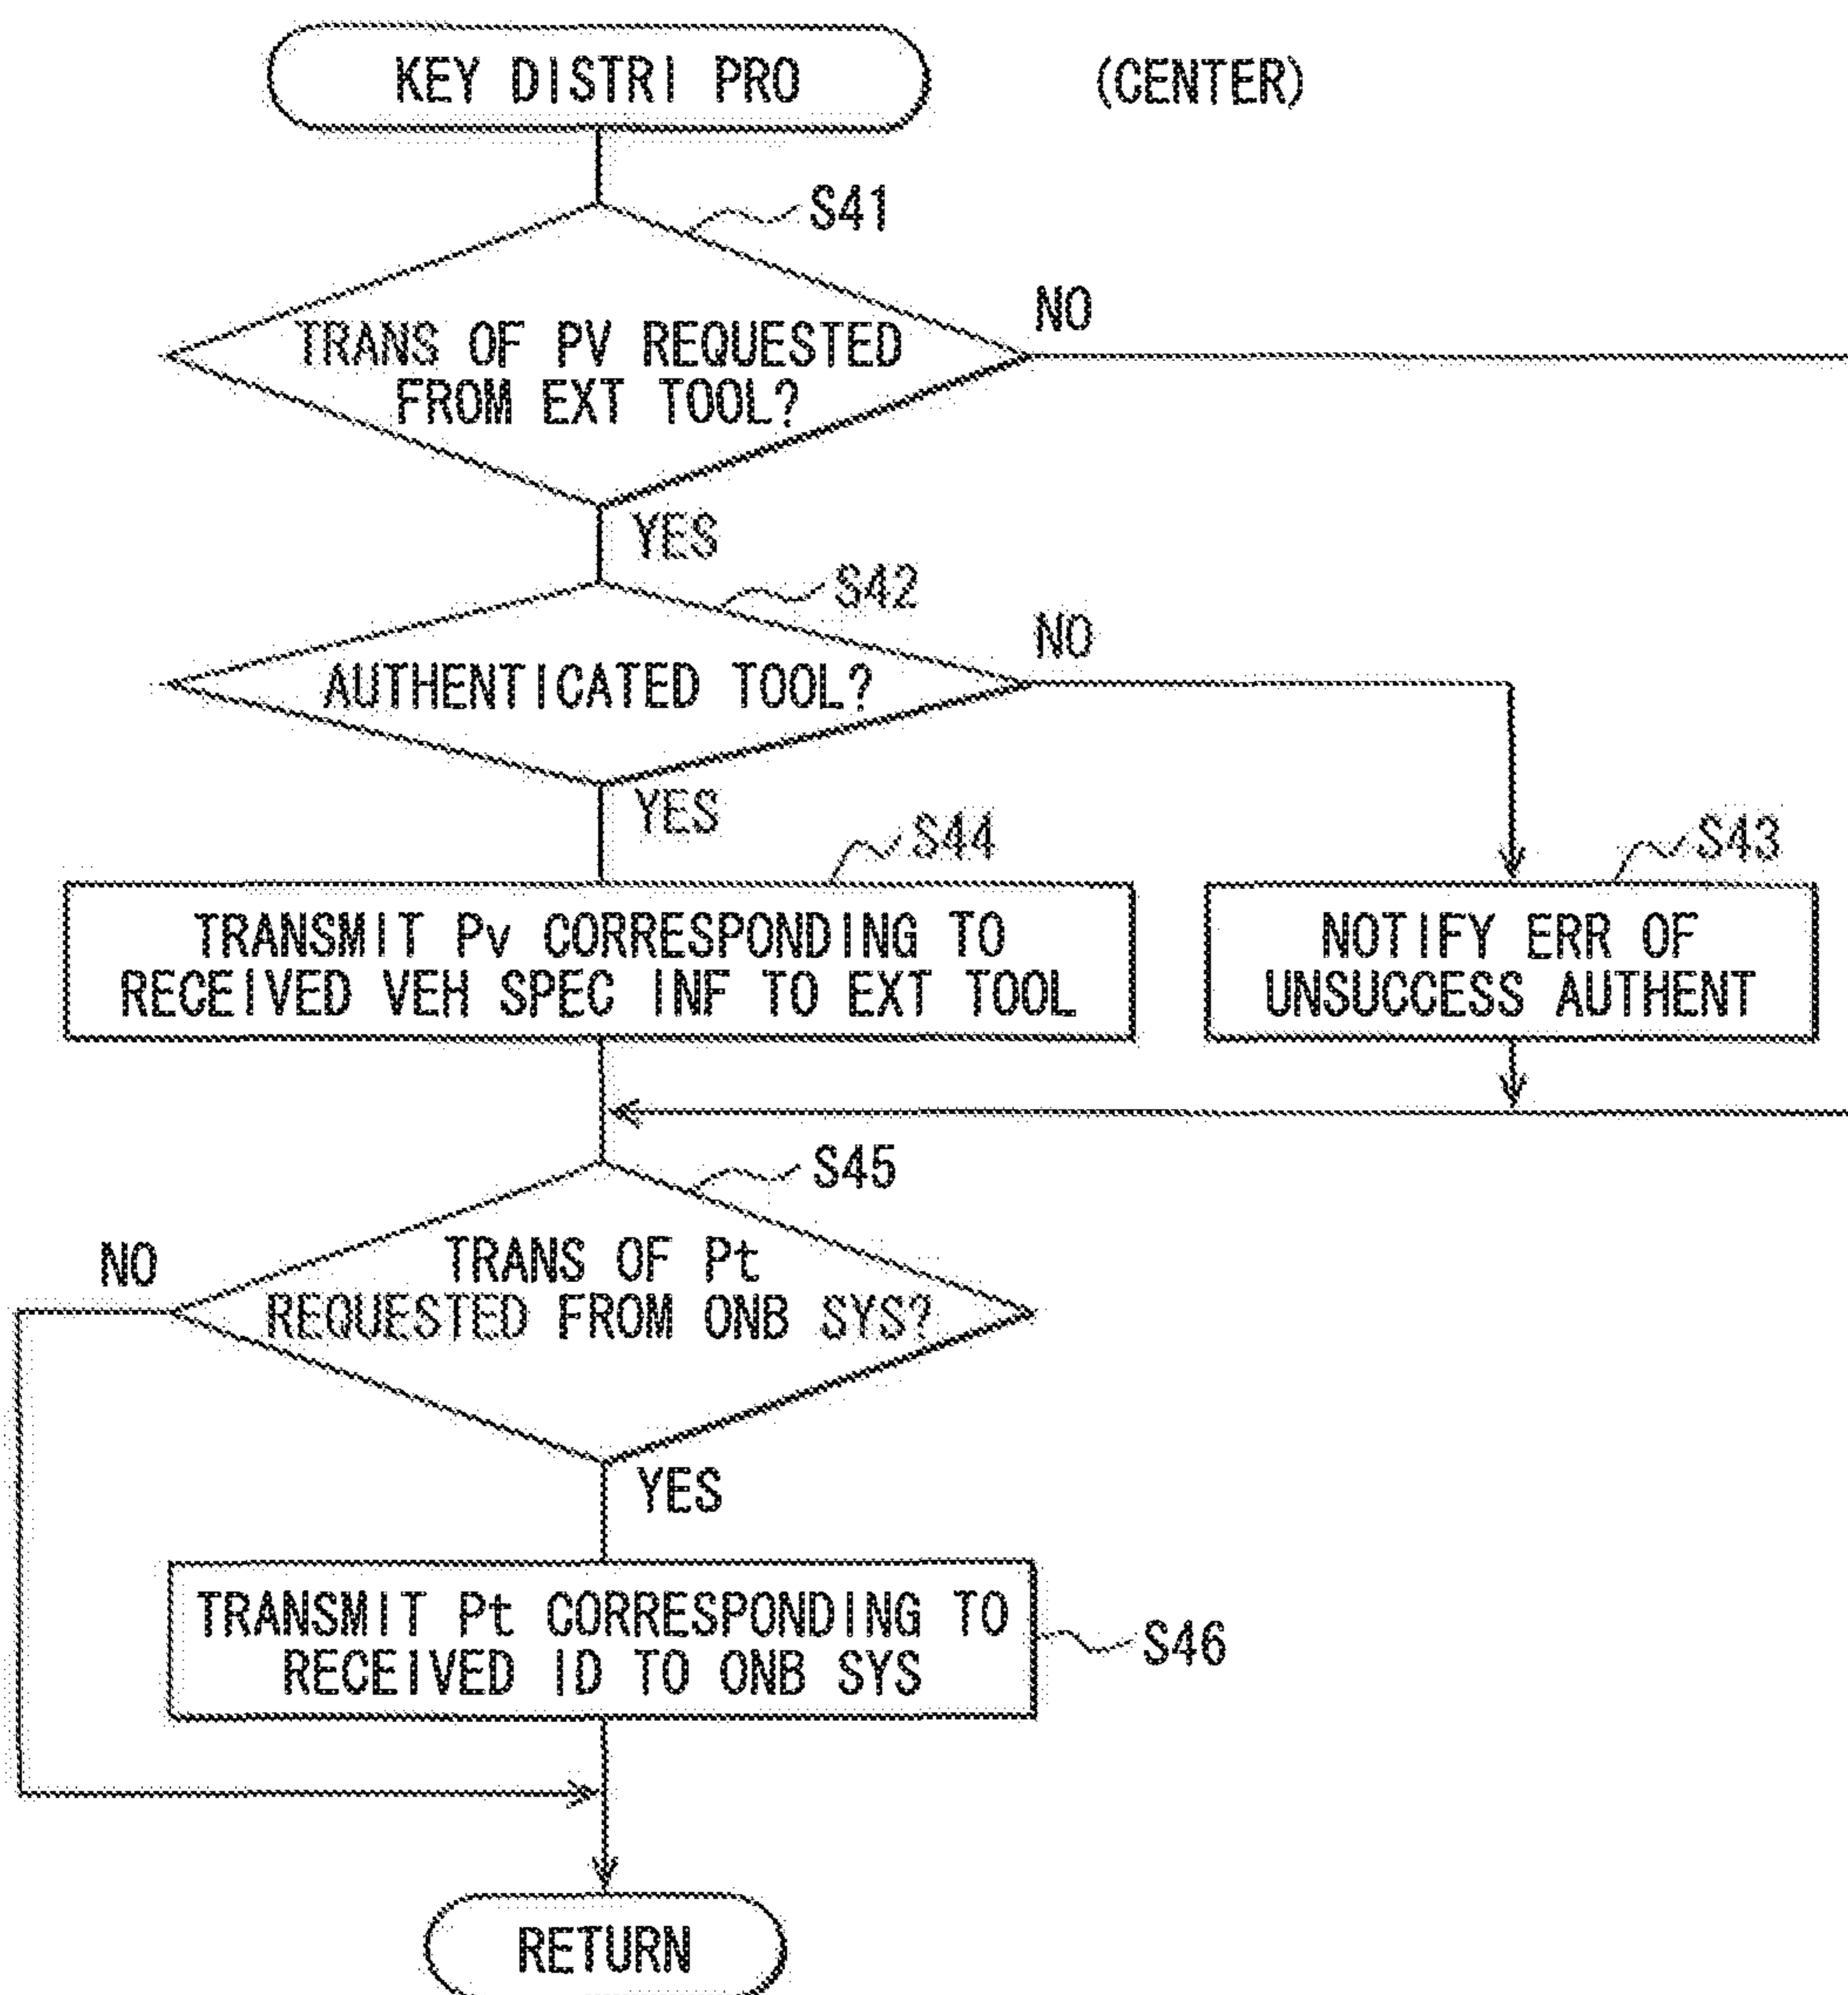 KEY DISTRI PRO
(CENTER)
S41
TRANS OF PV REQUESTED
FROM EXT TOOL?
NO
YES
S42
AUTHENTICATED TOOL?
NO
YES
S44
TRANSMIT Pv CORRESPONDING TO
RECEIVED VEH SPEC INF TO EXT TOOL
S43
NOTIFY ERR OF
UNSUCCESS AUTHENT
S45
TRANS OF Pt
REQUESTED FROM ONB SYS?
NO
YES
TRANSMIT Pt CORRESPONDING TO
RECEIVED ID TO ONB SYS
S46
RETURN